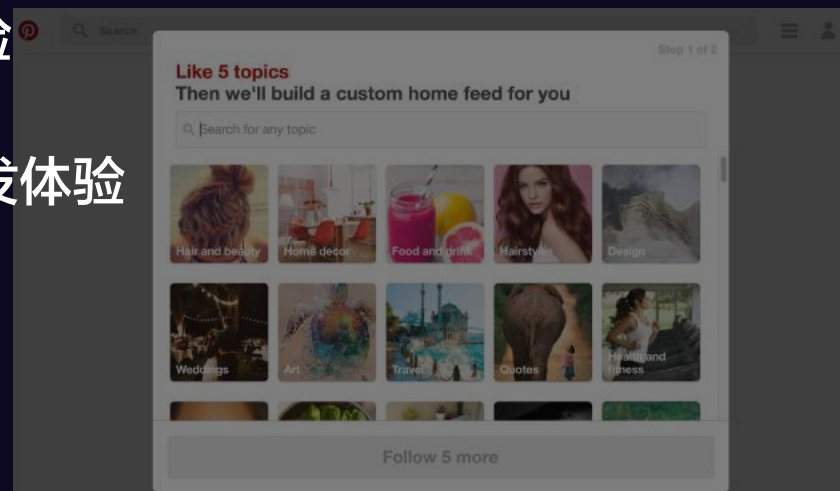 验
Search
Step 1 of 2
Like 5 topics
Then we'll build a custom home feed for you
Search for any topic
体验
Hair and beauty
Home decor
Food and drink
Hairstyles
Design
Weddings
Art
Travel
Quotes
Health and
fitness
Follow 5 more